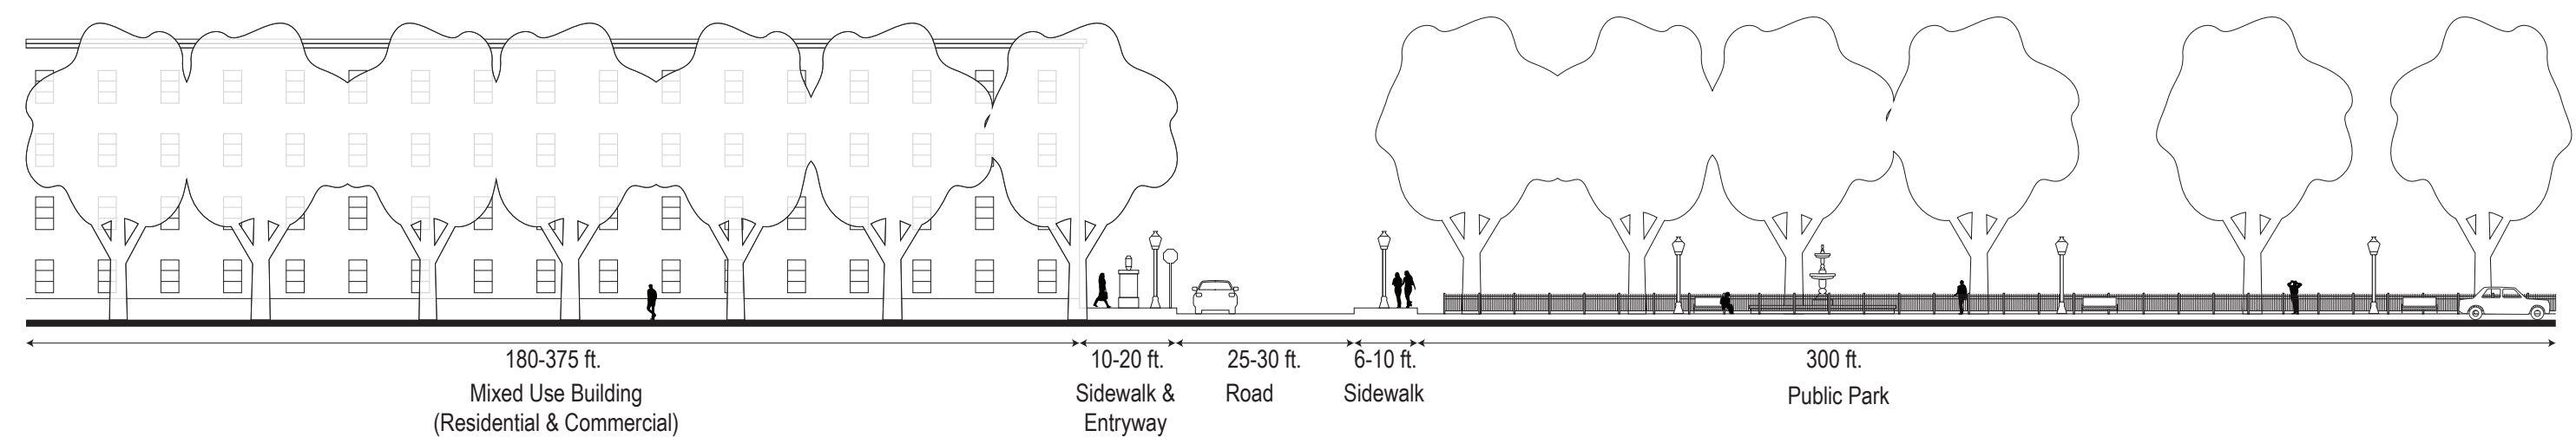 180-375 ft.
Mixed Use Building
(Residential & Commercial)
10-20 ft.
Sidewalk &
Entryway
25-30 ft.
Road
6-10 ft.
Sidewalk
300 ft.
Public Park